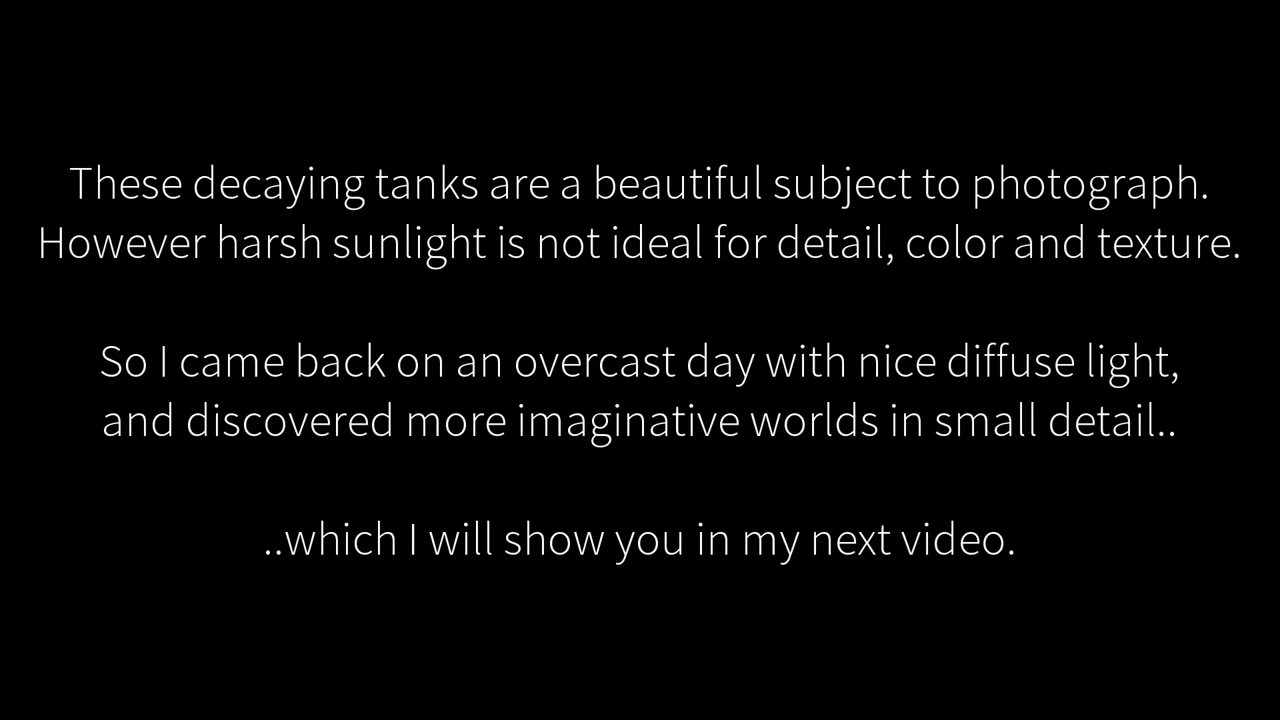 These decaying tanks are a beautiful subject to photograph.
However harsh sunlight is not ideal for detail, color and texture.
So I came back on an overcast day with nice diffuse light,
and discovered more imaginative worlds in small detail..
..which I will show you in my next video.